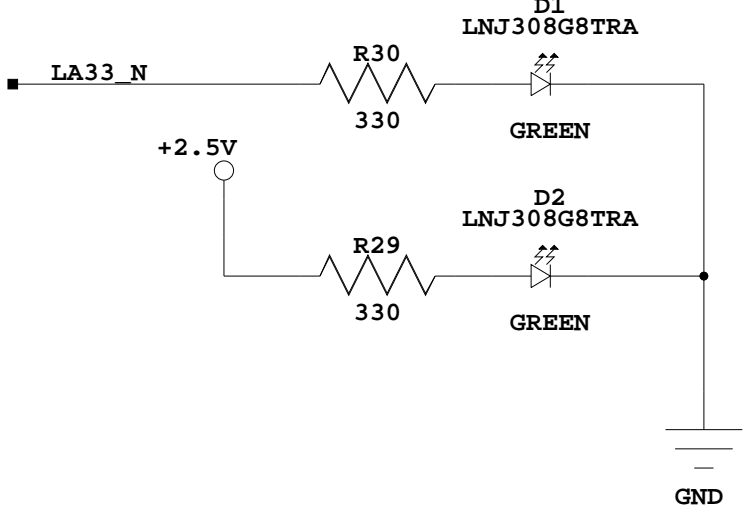 D1
LNJ308G8TRA
R30
LA33_N
330
GREEN
+2.5V
D2
LNJ308G8TRA
R29
330
GREEN
GND